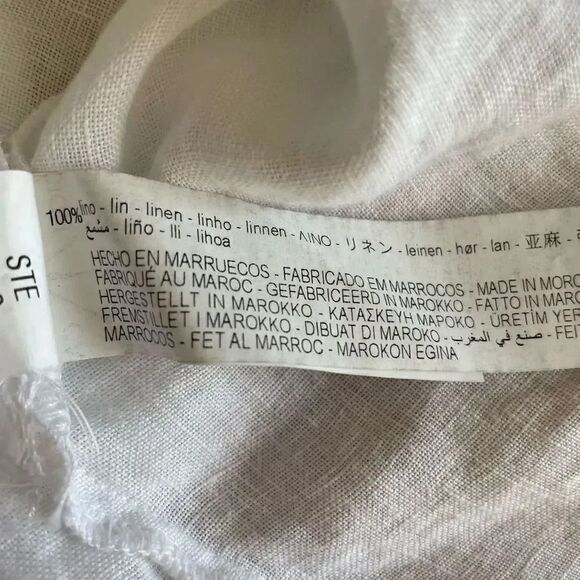 100% lino - lin - linen - linho - linnen - ΛΙΝΟ - リネン - leinen - hør - lan - 亚麻 -
مشمع - liño - lli - lihoa
HECHO EN MARRUECOS - FABRICADO EM MARROCOS - MADE IN MORO
FABRIQUÉ AU MAROC - GEFABRICEERD IN MAROKKO - FATTO IN MARO
HERGESTELLT IN MAROKKO - ΚΑΤΑΣΚΕΥΗ ΜΑΡΟΚΟ - ÜRETİM YER
FREMSTILLET I MAROKKO - DIBUAT DI MAROKO - صنع في المغرب - FEIT
MARROCOS - FET AL MARROC - MAROKON EGINA
STE